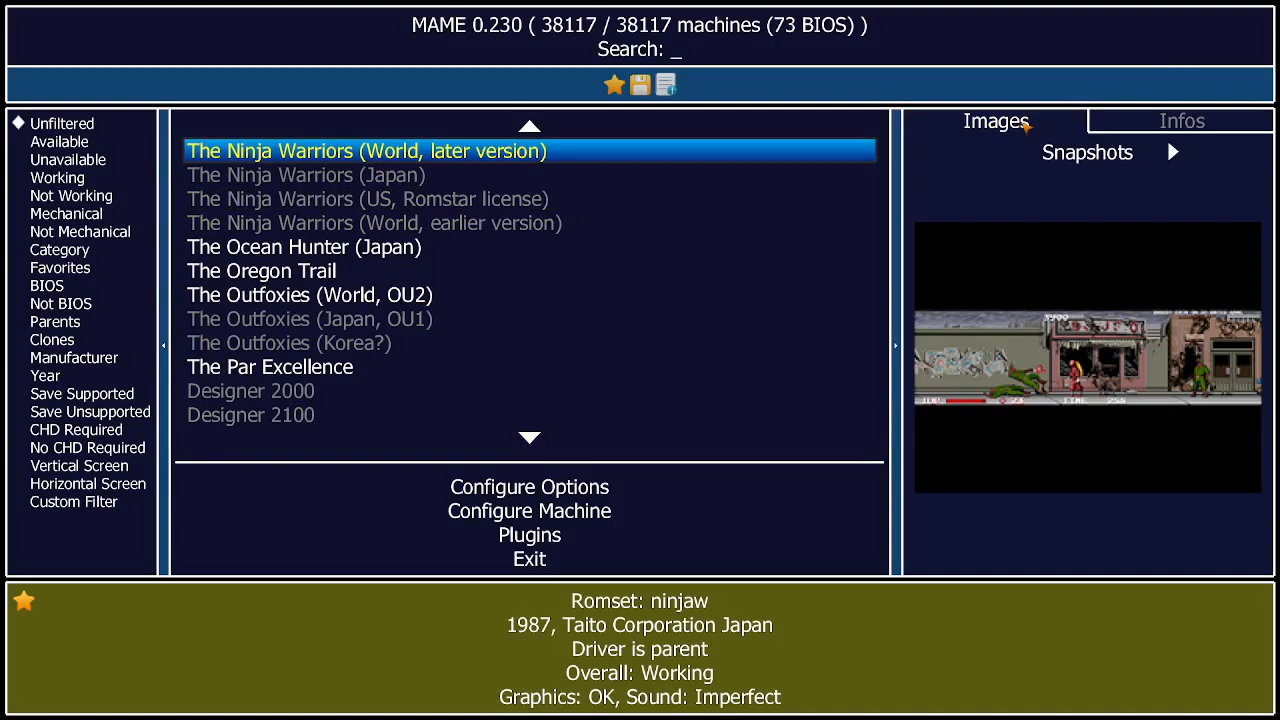 MAME 0.230 ( 38117 / 38117 machines (73 BIOS) )
Search: _
Unfiltered
Available
Unavailable
Working
Not Working
Mechanical
Not Mechanical
Category
Favorites
BIOS
Not BIOS
Parents
Clones
Manufacturer
Year
Save Supported
Save Unsupported
CHD Required
No CHD Required
Vertical Screen
Horizontal Screen
Custom Filter
The Ninja Warriors (World, later version)
The Ninja Warriors (Japan)
The Ninja Warriors (US, Romstar license)
The Ninja Warriors (World, earlier version)
The Ocean Hunter (Japan)
The Oregon Trail
The Outfoxies (World, OU2)
The Outfoxies (Japan, OU1)
The Outfoxies (Korea?)
The Par Excellence
Designer 2000
Designer 2100
Configure Options
Configure Machine
Plugins
Exit
Images
Infos
Snapshots
Romset: ninjaw
1987, Taito Corporation Japan
Driver is parent
Overall: Working
Graphics: OK, Sound: Imperfect